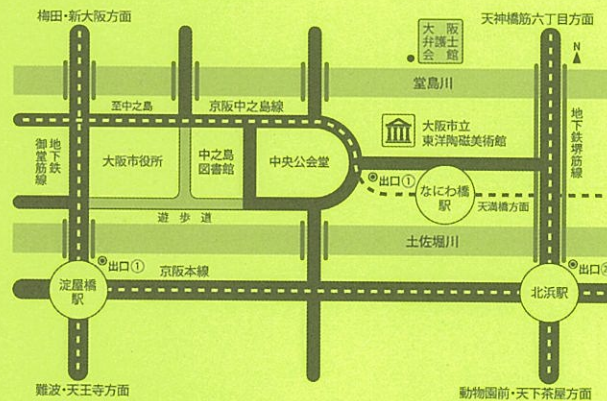 梅田・新大阪方面
天神橋筋六丁目方面
大阪
弁護士
会館
N
堂島川
至中之島
京阪中之島線
地下鉄
御堂筋線
大阪市役所
中之島
図書館
中央公会堂
大阪市立
東洋陶磁美術館
地下鉄堺筋線
出口①
なにわ橋
駅
天満橋方面
遊歩道
土佐堀川
出口①
京阪本線
淀屋橋
駅
北浜駅
出口㉖
難波・天王寺方面
動物園前・天下茶屋方面